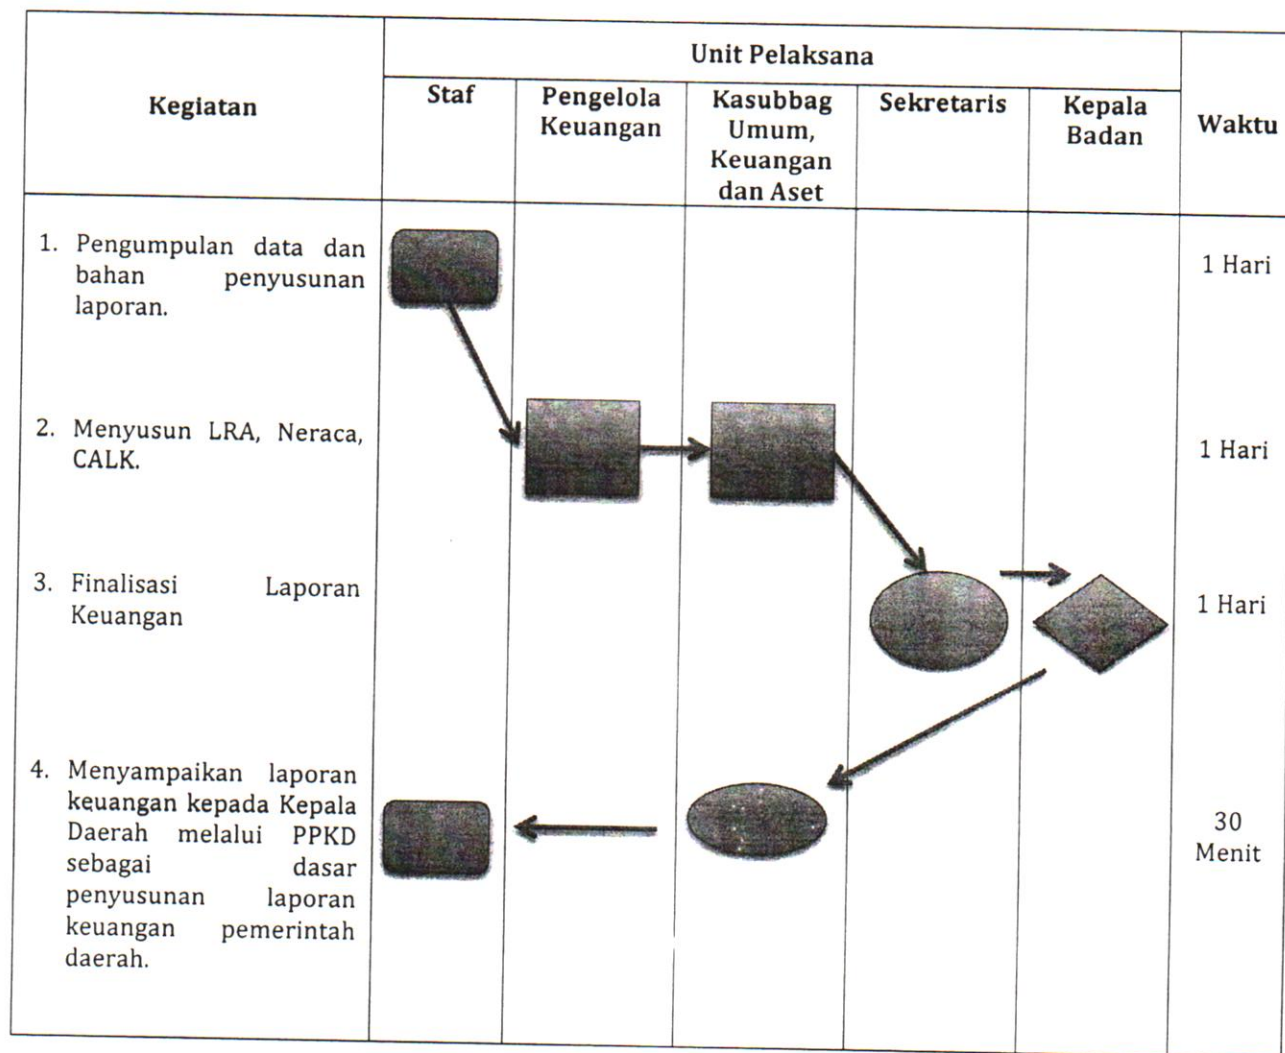 Unit Pelaksana
Kegiatan
Staf
Pengelola
Keuangan
Kasubbag
Umum,
Keuangan
dan Aset
Sekretaris
Kepala
Badan
Waktu
1. Pengumpulan data dan
bahan penyusunan
laporan.
1 Hari
2. Menyusun LRA, Neraca,
CALK.
1 Hari
3. Finalisasi Laporan
Keuangan
1 Hari
4. Menyampaikan laporan
keuangan kepada Kepala
Daerah melalui PPKD
sebagai dasar
penyusunan laporan
keuangan pemerintah
daerah.
30
Menit